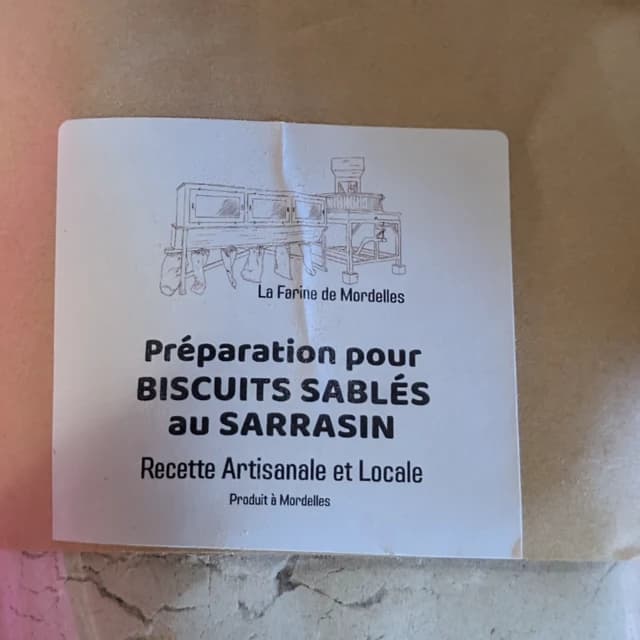 La Farine de Mordelles
Préparation pour
BISCUITS SABLÉS
au SARRASIN
Recette Artisanale et Locale
Produit à Mordelles